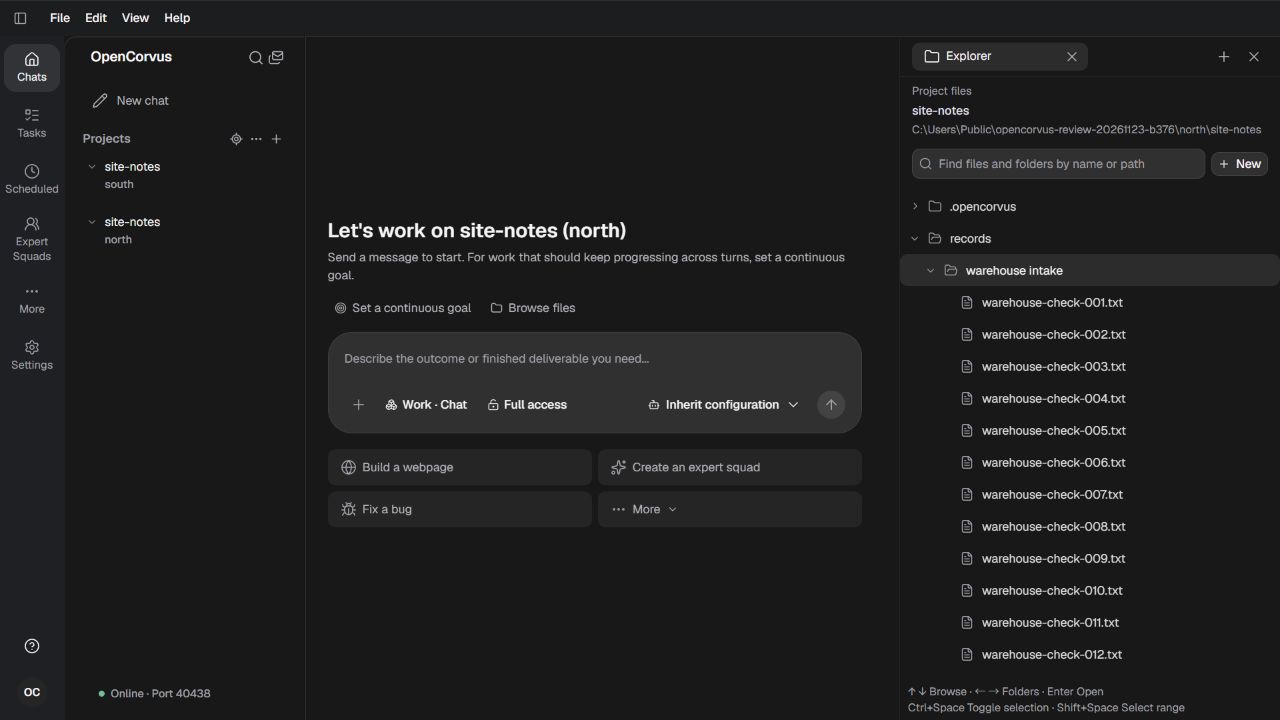 File Edit View Help
Chats
Tasks
Scheduled
Expert
Squads
More
Settings
OC
OpenCorvus
New chat
Projects
site-notes
south
site-notes
north
Online · Port 40438
Let's work on site-notes (north)
Send a message to start. For work that should keep progressing across turns, set a continuous
goal.
Set a continuous goal Browse files
Describe the outcome or finished deliverable you need...
Work · Chat Full access Inherit configuration
Build a webpage Create an expert squad
Fix a bug More
Explorer
Project files
site-notes
C:\Users\Public\opencorvus-review-20261123-b376\north\site-notes
Find files and folders by name or path New
.opencorvus
records
warehouse intake
warehouse-check-001.txt
warehouse-check-002.txt
warehouse-check-003.txt
warehouse-check-004.txt
warehouse-check-005.txt
warehouse-check-006.txt
warehouse-check-007.txt
warehouse-check-008.txt
warehouse-check-009.txt
warehouse-check-010.txt
warehouse-check-011.txt
warehouse-check-012.txt
↑↓ Browse · ←→ Folders · Enter Open
Ctrl+Space Toggle selection · Shift+Space Select range